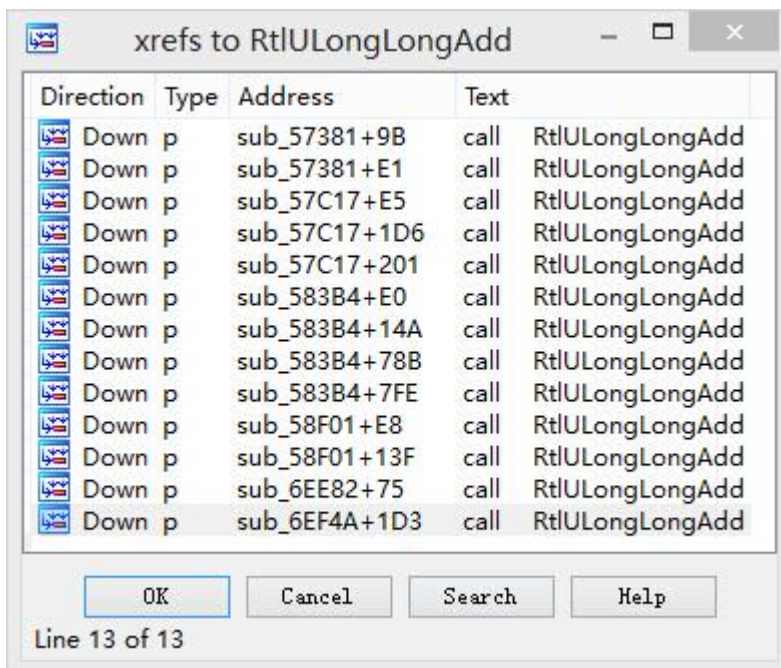 xrefs to RtlULongLongAdd
Direction Type Address Text
Down p sub_57381+9B call RtlULongLongAdd
Down p sub_57381+E1 call RtlULongLongAdd
Down p sub_57C17+E5 call RtlULongLongAdd
Down p sub_57C17+1D6 call RtlULongLongAdd
Down p sub_57C17+201 call RtlULongLongAdd
Down p sub_583B4+E0 call RtlULongLongAdd
Down p sub_583B4+14A call RtlULongLongAdd
Down p sub_583B4+78B call RtlULongLongAdd
Down p sub_583B4+7FE call RtlULongLongAdd
Down p sub_58F01+E8 call RtlULongLongAdd
Down p sub_58F01+13F call RtlULongLongAdd
Down p sub_6EE82+75 call RtlULongLongAdd
Down p sub_6EF4A+1D3 call RtlULongLongAdd
OK Cancel Search Help
Line 13 of 13